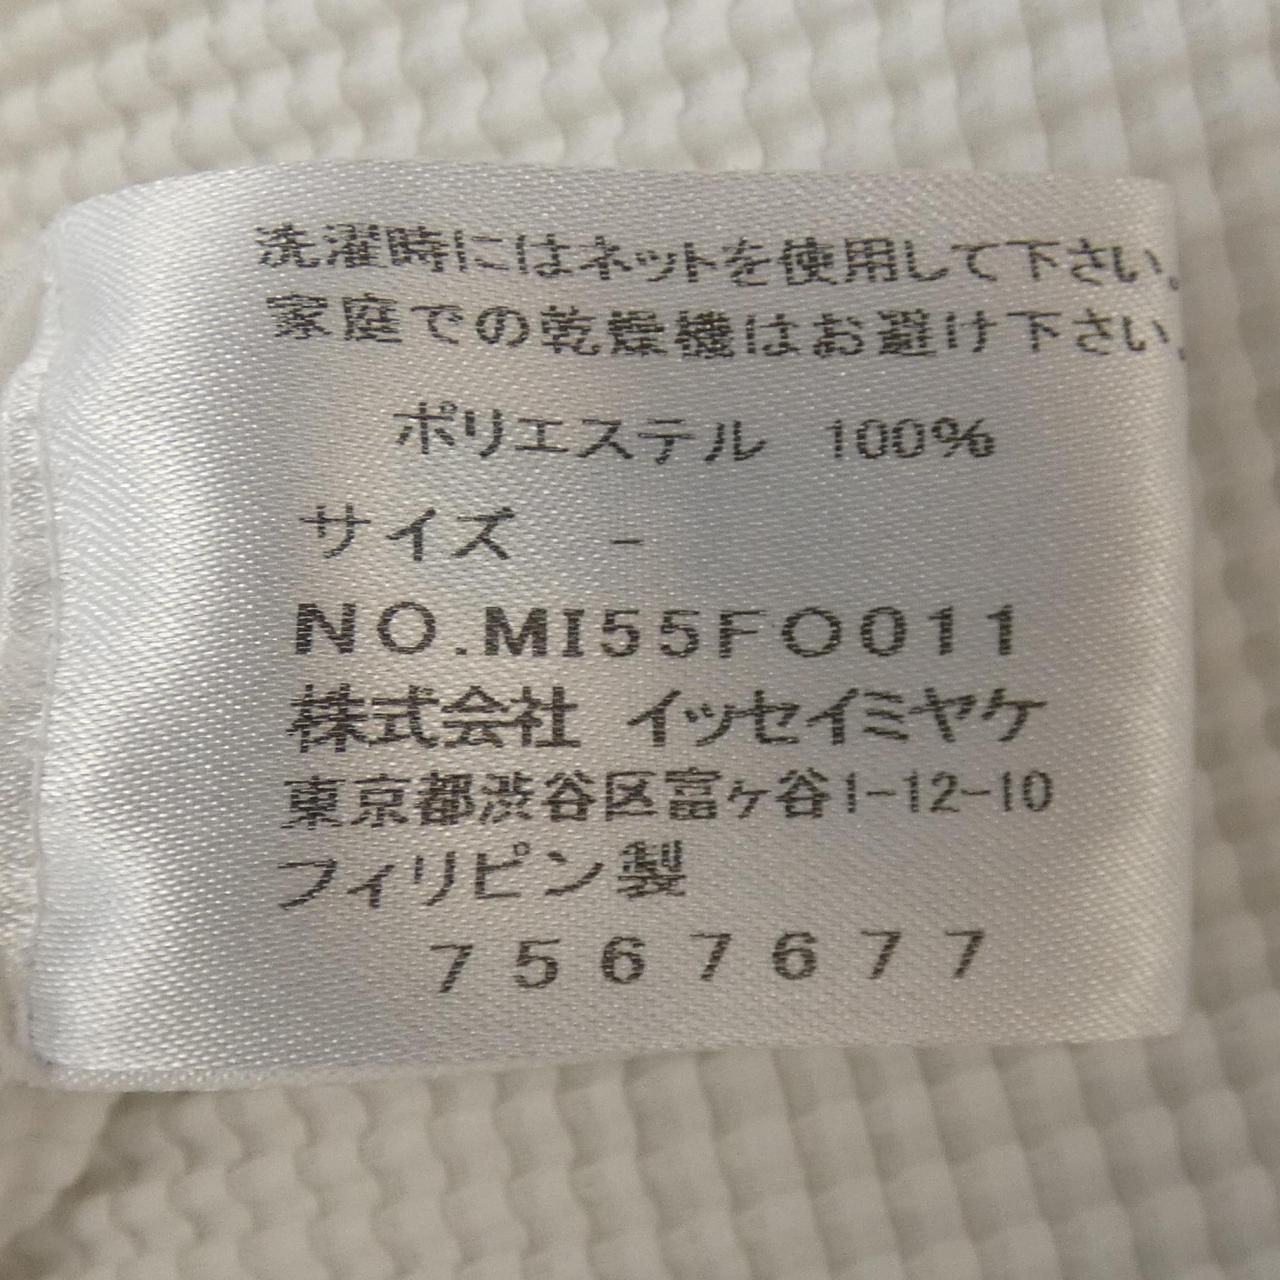 洗濯時にはネットを使用して下さい。
家庭での乾燥機はお避け下さい。
ポリエステル 100%
サイズ -
NO.MI55FO011
株式会社 イッセイミヤケ
東京都渋谷区富ヶ谷1-12-10
フィリピン製
7567677